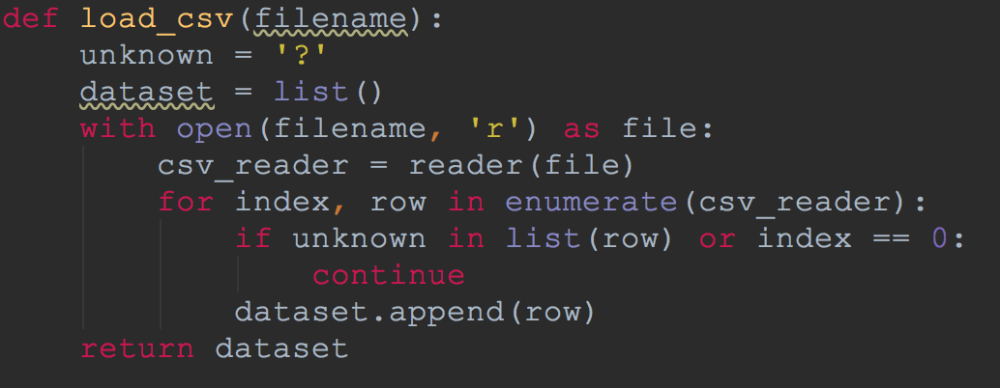 def load_csv(filename):
    unknown = '?'
    dataset = list()
    with open(filename, 'r') as file:
        csv_reader = reader(file)
        for index, row in enumerate(csv_reader):
            if unknown in list(row) or index == 0:
                continue
            dataset.append(row)
    return dataset